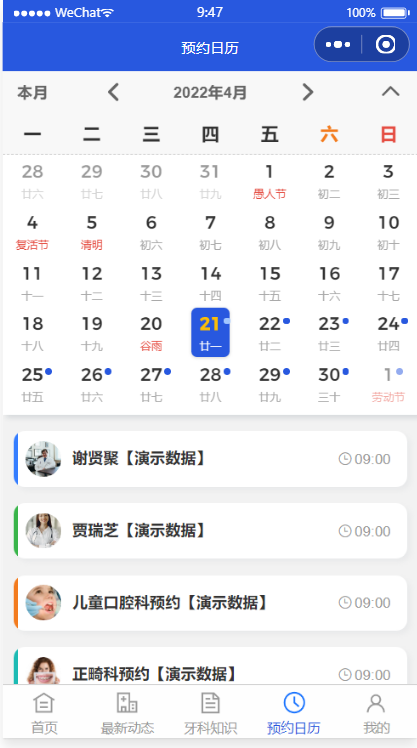 WeChat 9:47 100%
预约日历
本月 2022年4月
一 二 三 四 五 六 日
28 29 30 31 1 2 3
廿六 廿七 廿八 廿九 愚人节 初二 初三
4 5 6 7 8 9 10
复活节 清明 初六 初七 初八 初九 初十
11 12 13 14 15 16 17
十一 十二 十三 十四 十五 十六 十七
18 19 20 21 22 23 24
十八 十九 谷雨 廿一 廿二 廿三 廿四
25 26 27 28 29 30 1
廿五 廿六 廿七 廿八 廿九 三十 劳动节
谢贤聚【演示数据】 09:00
贾瑞芝【演示数据】 09:00
儿童口腔科预约【演示数据】 09:00
正畸科预约【演示数据】 09:00
首页 最新动态 牙科知识 预约日历 我的